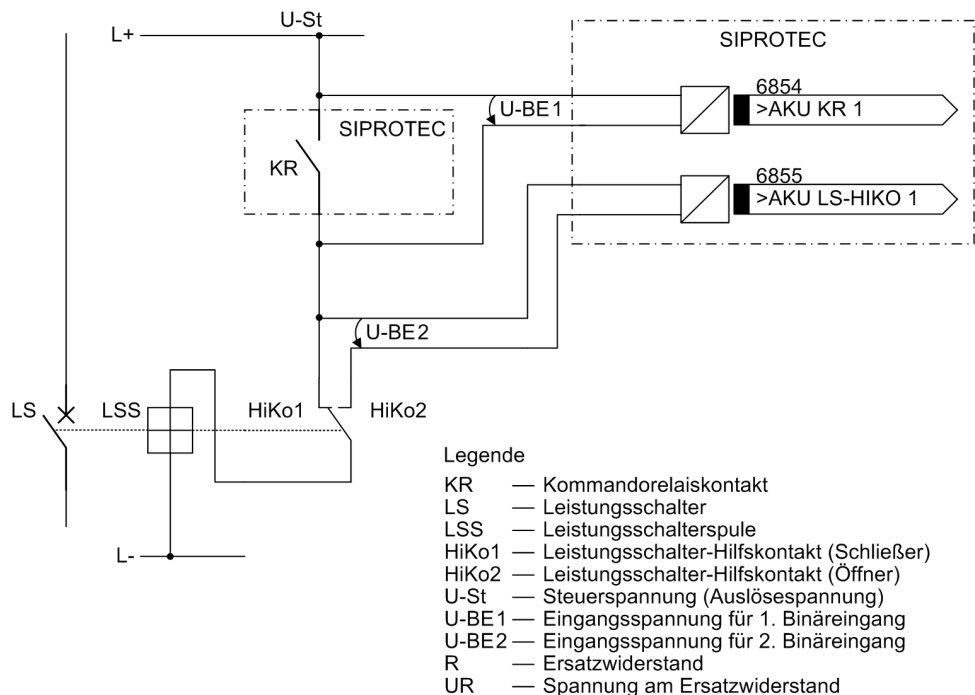 U-St
L+
SIPROTEC
6854
>AKU KR 1
U-BE1
SIPROTEC
KR
6855
>AKU LS-HIKO 1
U-BE2
LS
LSS
HiKo1
HiKo2
L-
Legende
KR — Kommandorelaiskontakt
LS — Leistungsschalter
LSS — Leistungsschalterspule
HiKo1 — Leistungsschalter-Hilfskontakt (Schließer)
HiKo2 — Leistungsschalter-Hilfskontakt (Öffner)
U-St — Steuerspannung (Auslösespannung)
U-BE1 — Eingangsspannung für 1. Binäreingang
U-BE2 — Eingangsspannung für 2. Binäreingang
R — Ersatzwiderstand
UR — Spannung am Ersatzwiderstand